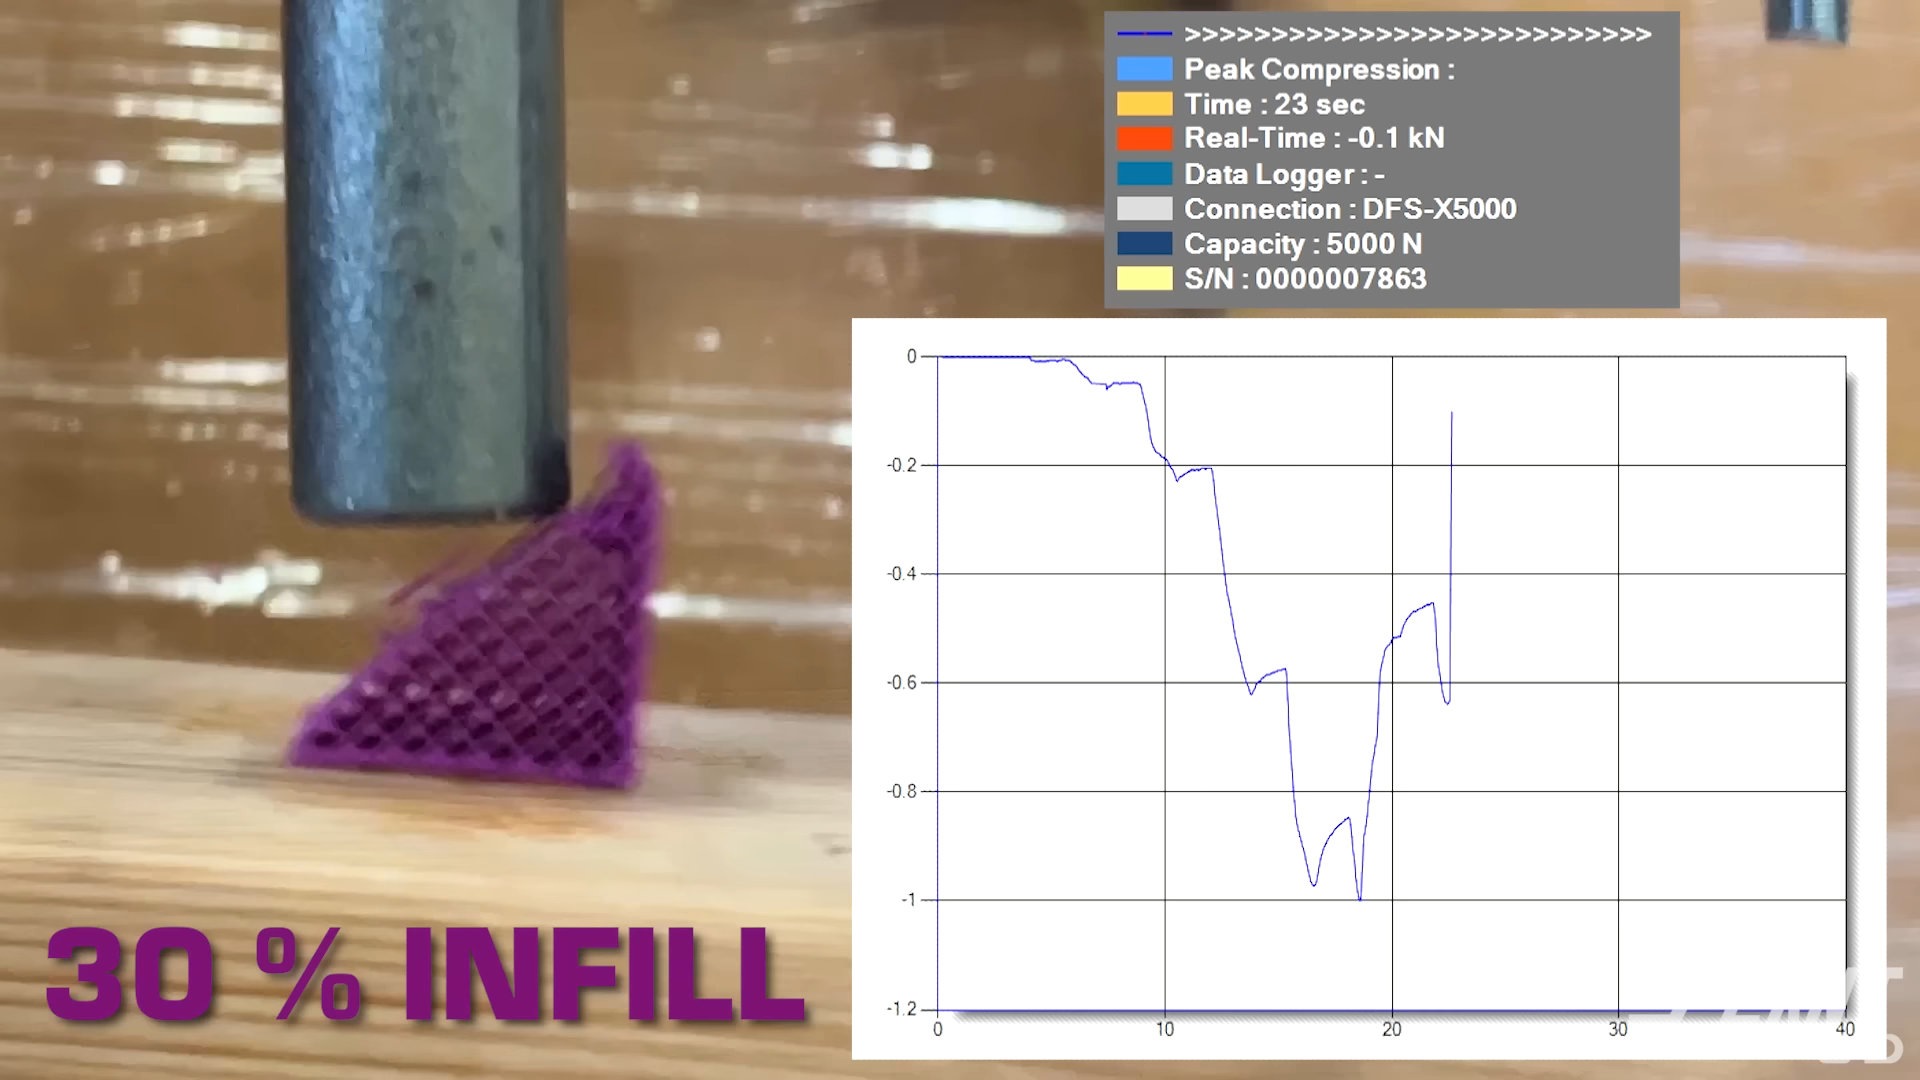 >>>>>>>>>>>>>>>>>>>>>>>>>>>
Peak Compression :
Time : 23 sec
Real-Time : -0.1 kN
Data Logger : -
Connection : DFS-X5000
Capacity : 5000 N
S/N : 0000007863
0
-0.2
-0.4
-0.6
-0.8
-1
-1.2
0 10 20 30 40
30 % INFILL